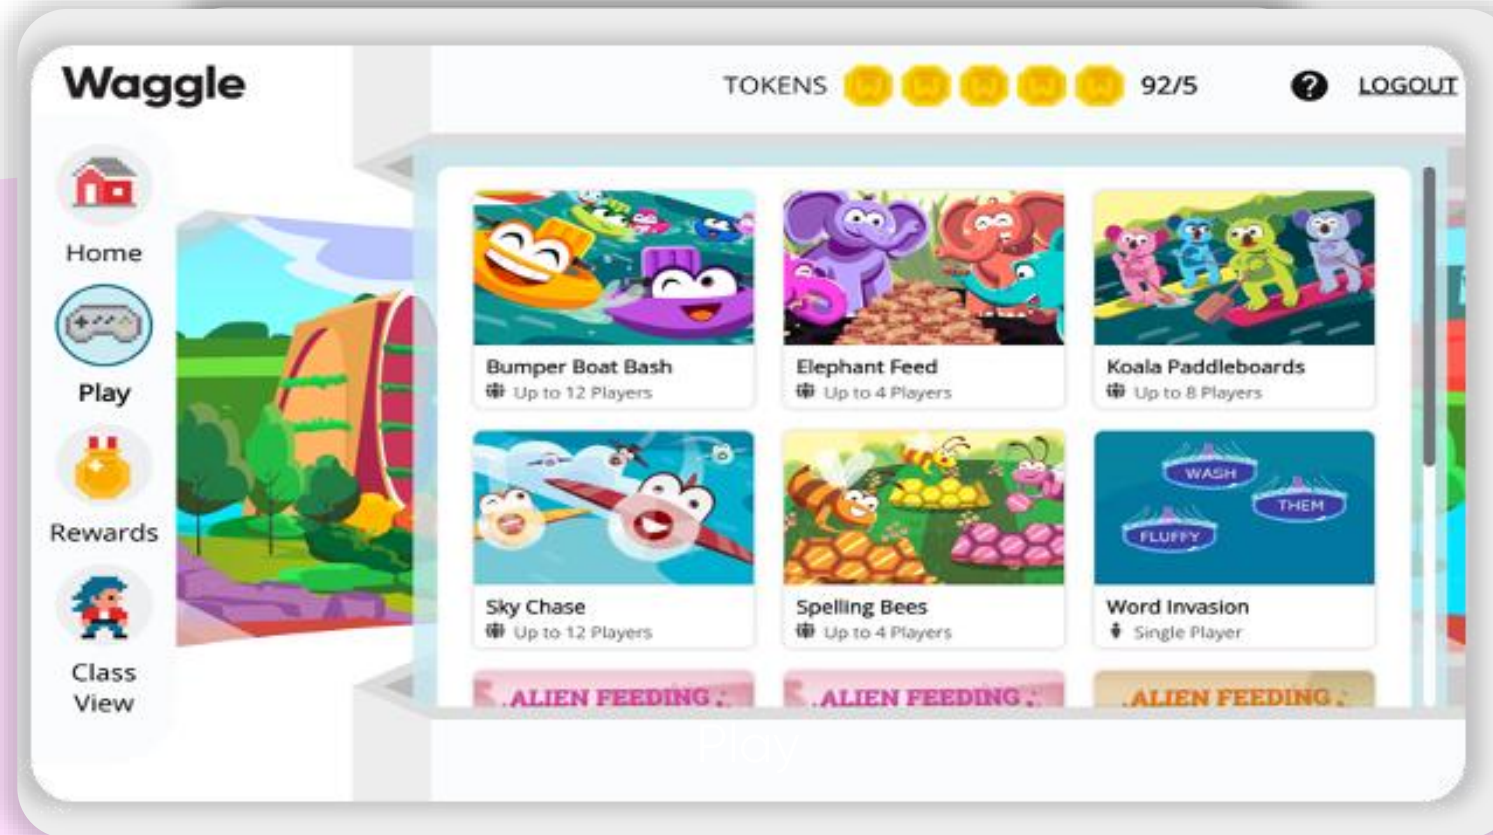 Waggle
TOKENS 92/5 ? LOGOUT
Home
Play
Rewards
Class
View
Bumper Boat Bash
Up to 12 Players
Elephant Feed
Up to 4 Players
Koala Paddleboards
Up to 8 Players
Sky Chase
Up to 12 Players
Spelling Bees
Up to 4 Players
WASH
THEM
FLUFFY
Word Invasion
Single Player
ALIEN FEEDING
ALIEN FEEDING
ALIEN FEEDING
Play